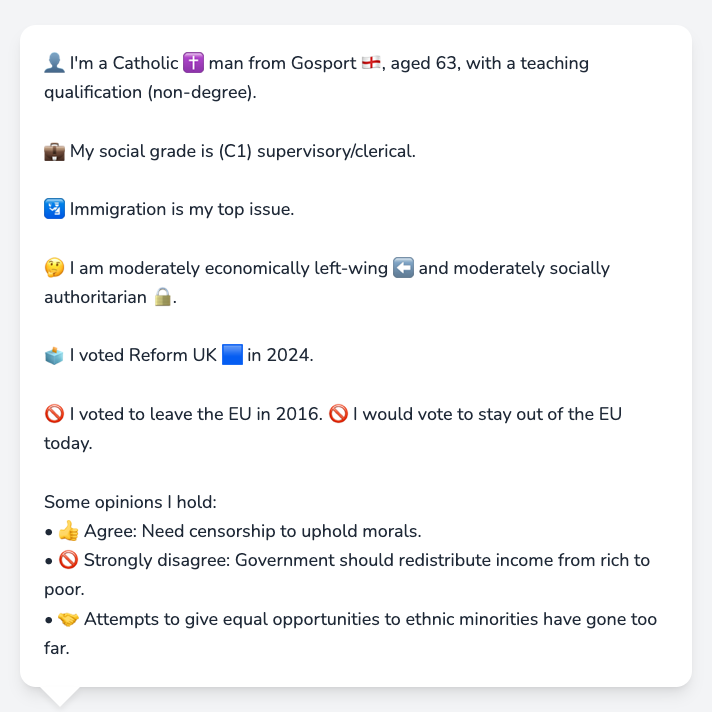 👤 I'm a Catholic ✝️ man from Gosport 🏴󠁧󠁢󠁥󠁮󠁧󠁿, aged 63, with a teaching
qualification (non-degree).
💼 My social grade is (C1) supervisory/clerical.
🛂 Immigration is my top issue.
🤔 I am moderately economically left-wing ⬅️ and moderately socially
authoritarian 🔒.
🗳️ I voted Reform UK 🟦 in 2024.
🚫 I voted to leave the EU in 2016. 🚫 I would vote to stay out of the EU
today.
Some opinions I hold:
• 👍 Agree: Need censorship to uphold morals.
• 🚫 Strongly disagree: Government should redistribute income from rich to
poor.
• 🤝 Attempts to give equal opportunities to ethnic minorities have gone too
far.